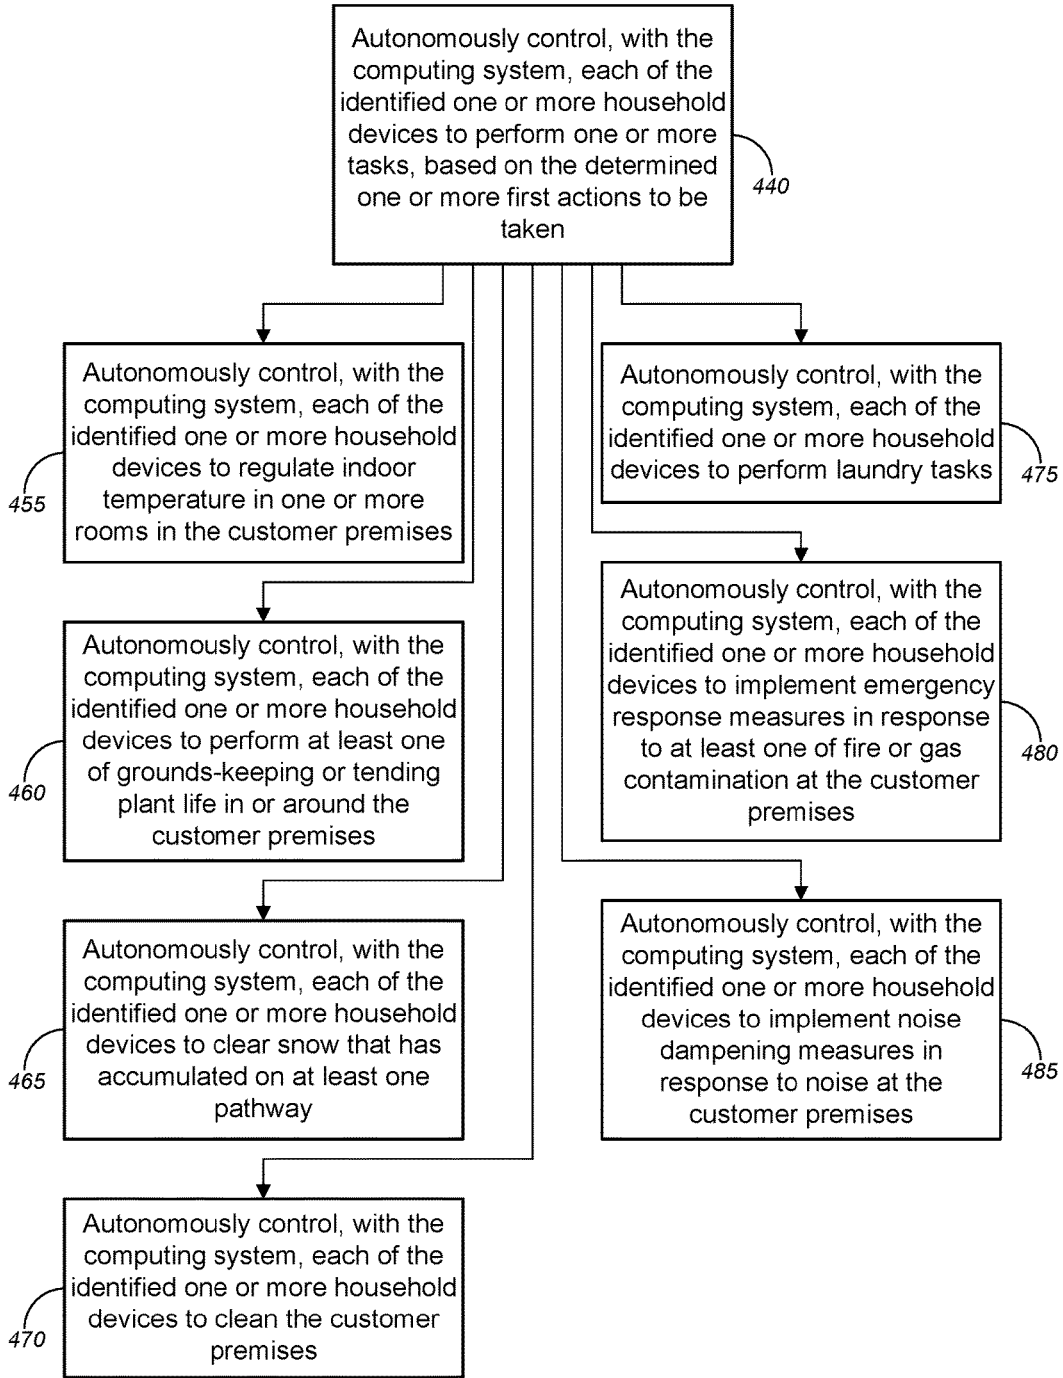 Autonomously control, with the
computing system, each of the
identified one or more household
devices to perform one or more
tasks, based on the determined
one or more first actions to be
taken
440
Autonomously control, with the
computing system, each of the
identified one or more household
devices to regulate indoor
temperature in one or more
rooms in the customer premises
455
Autonomously control, with the
computing system, each of the
identified one or more household
devices to perform at least one
of grounds-keeping or tending
plant life in or around the
customer premises
460
Autonomously control, with the
computing system, each of the
identified one or more household
devices to clear snow that has
accumulated on at least one
pathway
465
Autonomously control, with the
computing system, each of the
identified one or more household
devices to clean the customer
premises
470
Autonomously control, with the
computing system, each of the
identified one or more household
devices to perform laundry tasks
475
Autonomously control, with the
computing system, each of the
identified one or more household
devices to implement emergency
response measures in response
to at least one of fire or gas
contamination at the customer
premises
480
Autonomously control, with the
computing system, each of the
identified one or more household
devices to implement noise
dampening measures in
response to noise at the
customer premises
485